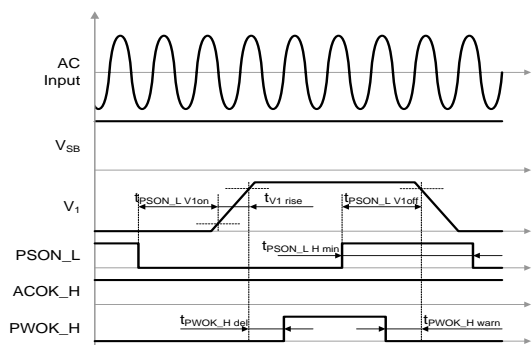 AC
Input
VSB
V1
tPSON_L V1on
tV1 rise
tPSON_L V1off
PSON_L
tPSON_L H min
ACOK_H
PWOK_H
tPWOK_H del
tPWOK_H warn